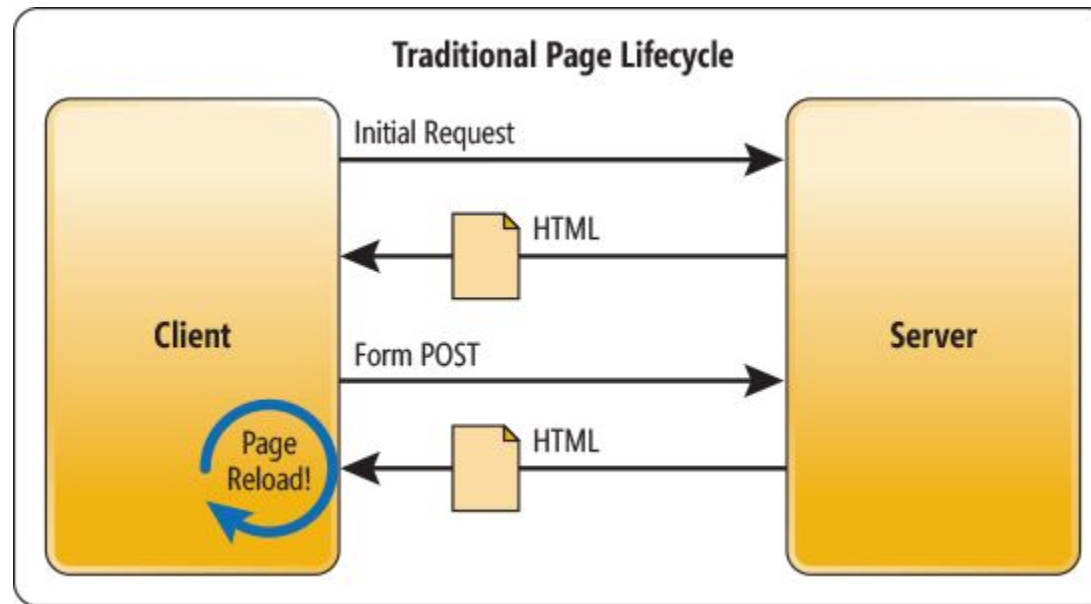 Traditional Page Lifecycle
Initial Request
HTML
Client
Server
Form POST
HTML
Page
Reload!